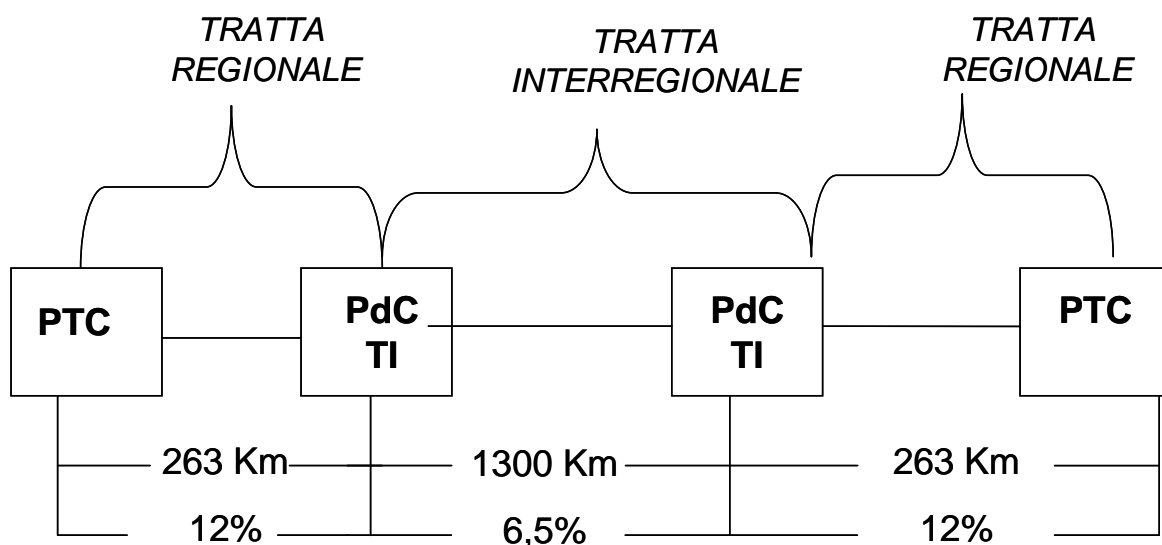 TRATTA
REGIONALE
TRATTA
INTERREGIONALE
TRATTA
REGIONALE
PTC
PdC
TI
PdC
TI
PTC
263 Km
1300 Km
263 Km
12%
6,5%
12%